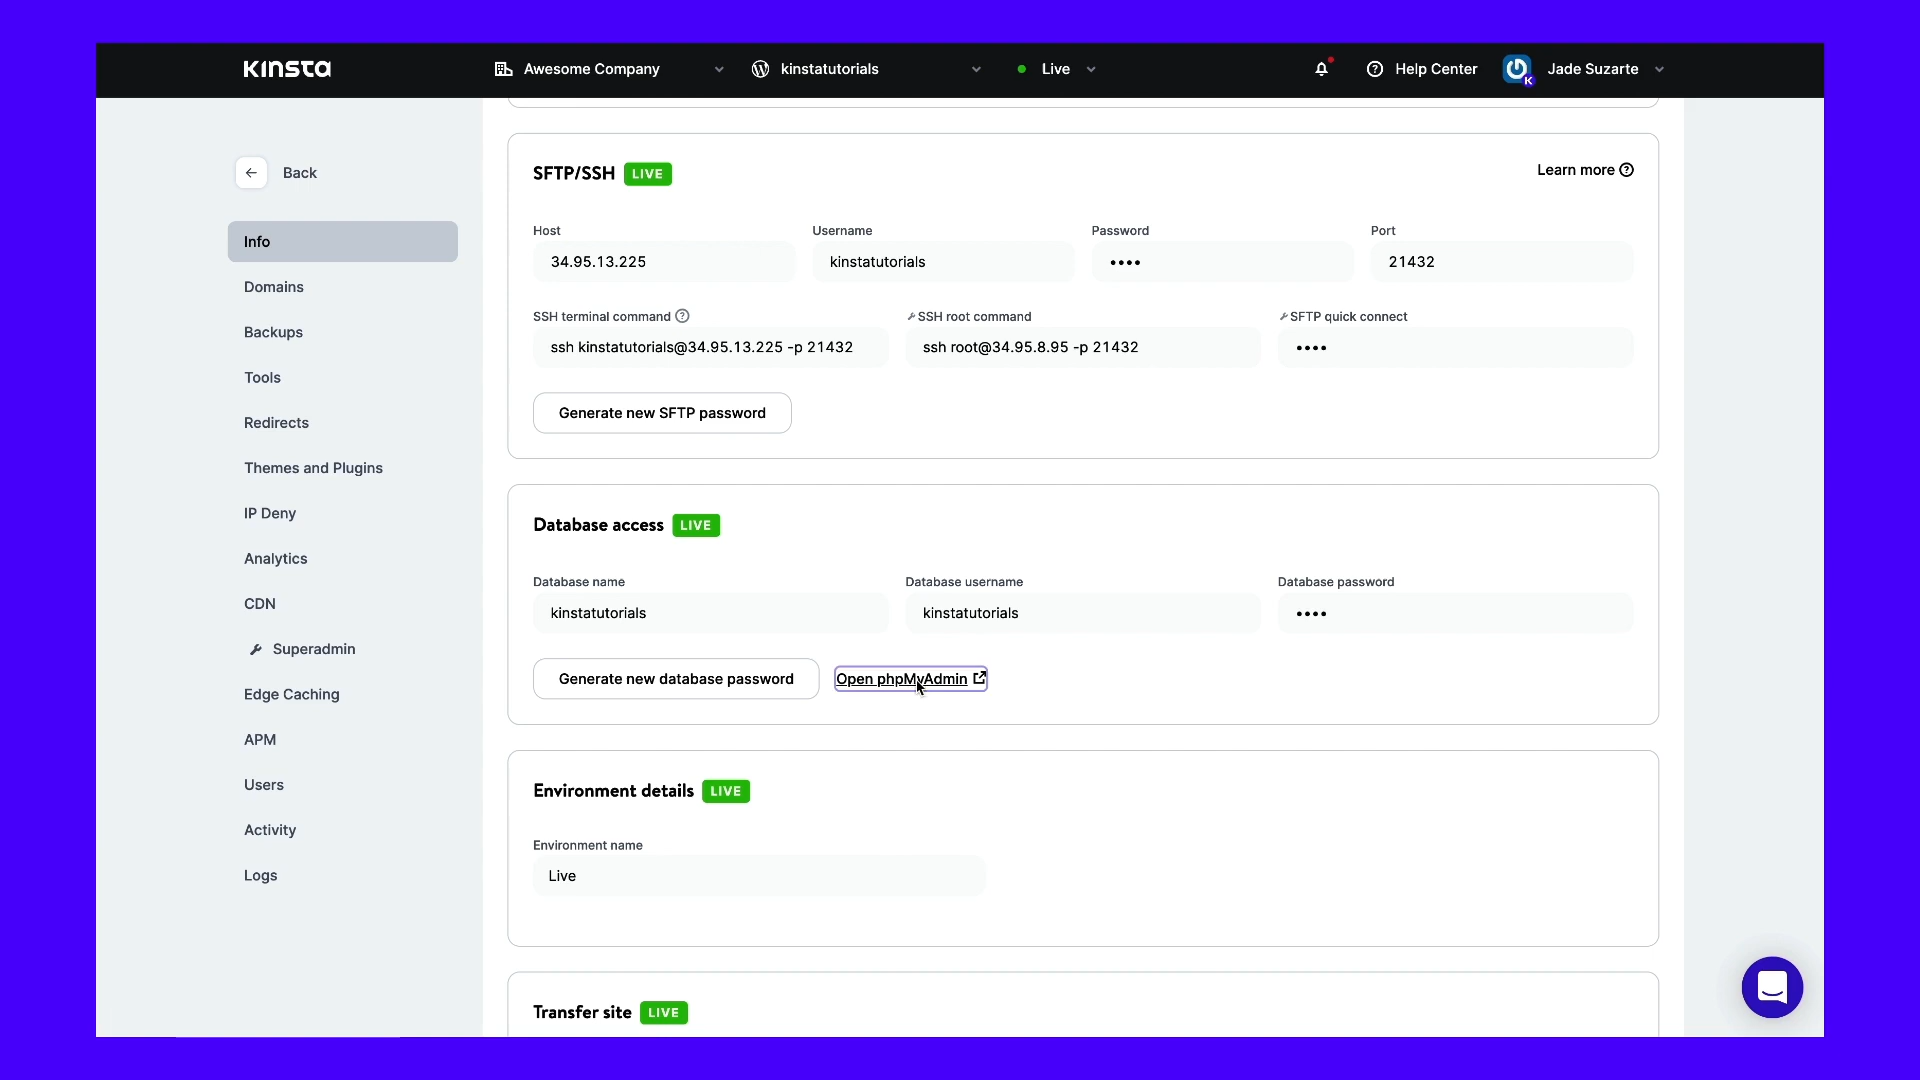 KINSTA Awesome Company kinstatutorials Live Help Center Jade Suzarte
K
Back
Info
Domains
Backups
Tools
Redirects
Themes and Plugins
IP Deny
Analytics
CDN
Superadmin
Edge Caching
APM
Users
Activity
Logs
SFTP/SSH LIVE Learn more
Host Username Password Port
34.95.13.225 kinstatutorials •••• 21432
SSH terminal command SSH root command SFTP quick connect
ssh kinstatutorials@34.95.13.225 -p 21432 ssh root@34.95.8.95 -p 21432 ••••
Generate new SFTP password
Database access LIVE
Database name Database username Database password
kinstatutorials kinstatutorials ••••
Generate new database password Open phpMyAdmin
Environment details LIVE
Environment name
Live
Transfer site LIVE